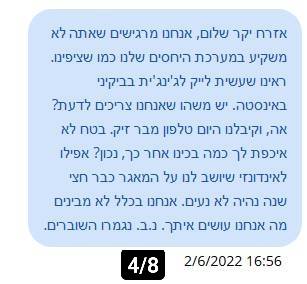 אזרח יקר שלום, אנחנו מרגישים שאתה לא
משקיע במערכת היחסים שלנו כמו שציפינו.
ראינו שעשית לייק לג'ינג'ית בביקיני
באינסטה. יש משהו שאנחנו צריכים לדעת?
אה, וקיבלנו היום טלפון מבר זיק. בטח לא
איכפת לך כמה בכינו אחר כך, נכון? אפילו
לאינדונזי שיושב לנו על המאגר כבר חצי
שנה נהיה לא נעים. אנחנו בכלל לא מבינים
מה אנחנו עושים איתך. נ.ב. נגמרו השוברים.
4/8
2/6/2022 16:56